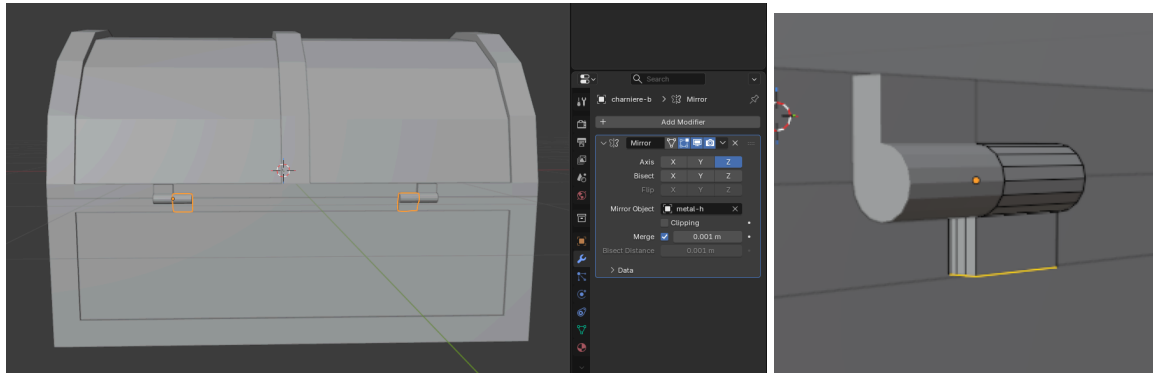 Search
charniere-b > Mirror
+ Add Modifier
Mirror
Axis X Y Z
Bisect X Y Z
Flip X Y Z
Mirror Object metal-h
Clipping
Merge 0.001 m
Bisect Distance 0.001 m
> Data